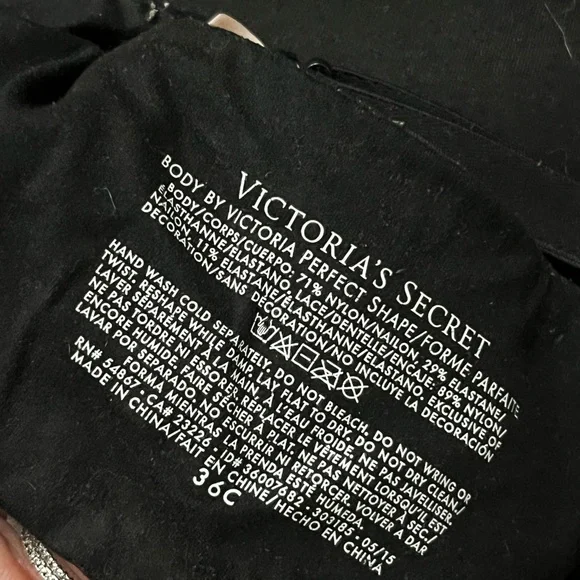 VICTORIA'S SECRET
BODY BY VICTORIA PERFECT SHAPE/FORME PARFAITE
BODY/CORPS/CUERPO: 71% NYLON/NAILON. 29% ELASTANE/
ÉLASTHANNE/ELASTANO. LACE/DENTELLE/ENCAJE: 89% NYLON/
NAILON. 11% ELASTANE/ÉLASTHANNE/ELASTANO. EXCLUSIVE OF
DECORATION/SANS DÉCORATION/NO INCLUYE LA DECORACIÓN
HAND WASH COLD SEPARATELY. DO NOT BLEACH. DO NOT WRING OR
TWIST. RESHAPE WHILE DAMP. LAY FLAT TO DRY. DO NOT DRY CLEAN/
LAVER SÉPARÉMENT À LA MAIN À L'EAU FROIDE. NE PAS JAVELLISER.
NE PAS TORDRE NI ESSORER. REPLACER LE VÊTEMENT LORSQU'IL EST
ENCORE HUMIDE. FAIRE SÉCHER À PLAT. NE PAS NETTOYER À SEC/
LAVAR POR SEPARADO. NO ESCURRIR NI RETORCER. VOLVER A DAR
FORMA MIENTRAS LA PRENDA ESTÉ HUMEDA.
RN# 54867. CA# 23226. ID# 36007682. 303186 - 05/15
MADE IN CHINA/FAIT EN CHINE/HECHO EN CHINA
36C